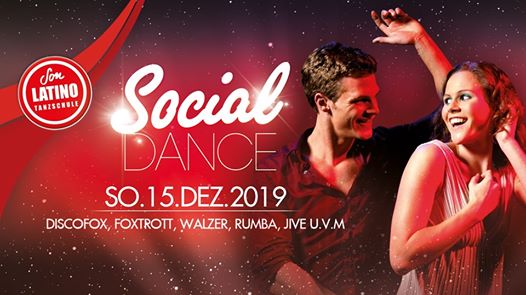 Son
LATINO
TANZSCHULE
Social
DANCE
SO.15.DEZ.2019
DISCOFOX, FOXTROTT, WALZER, RUMBA, JIVE U.V.M